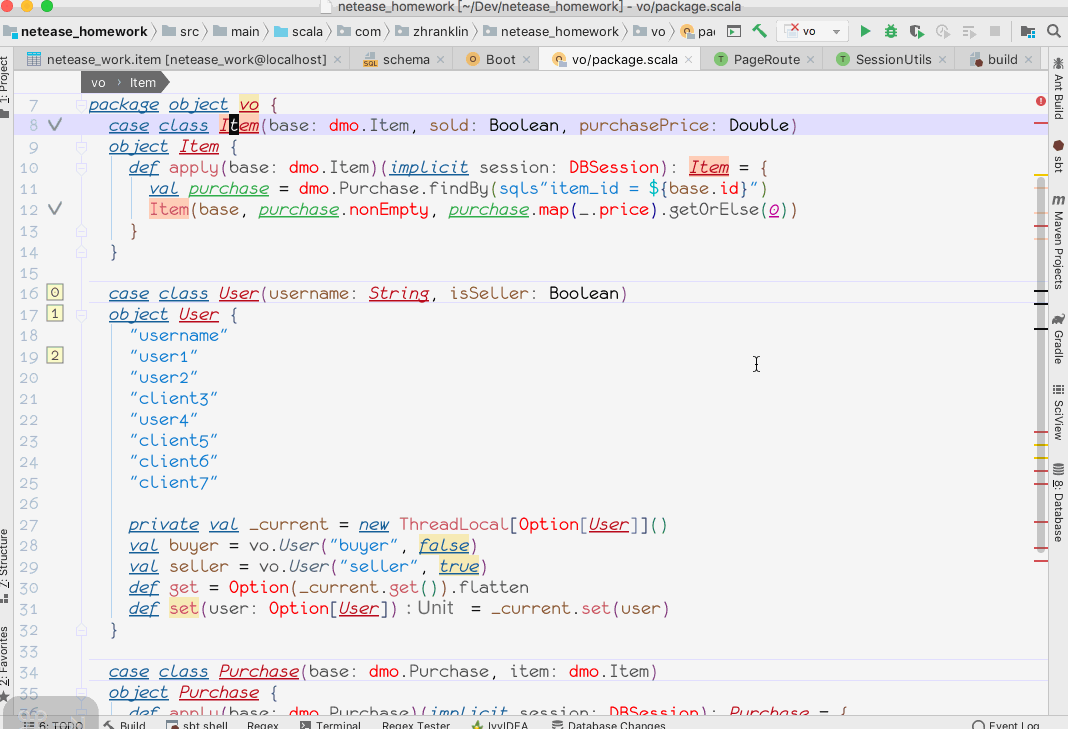 netease_homework [~/Dev/netease_homework] - vo/package.scala
netease_homework src main scala com zhranklin netease_homework vo pac vo
netease_work.item [netease_work@localhost] schema Boot vo/package.scala PageRoute SessionUtils build
vo Item
7 package object vo {
8 case class Item(base: dmo.Item, sold: Boolean, purchasePrice: Double)
9 object Item {
10 def apply(base: dmo.Item)(implicit session: DBSession): Item = {
11 val purchase = dmo.Purchase.findBy(sqls"item_id = ${base.id}")
12 Item(base, purchase.nonEmpty, purchase.map(_.price).getOrElse(0))
13 }
14 }
15
0 16 case class User(username: String, isSeller: Boolean)
1 17 object User {
18 "username"
2 19 "user1"
20 "user2"
21 "client3"
22 "user4"
23 "client5"
24 "client6"
25 "client7"
26
27 private val _current = new ThreadLocal[Option[User]]()
28 val buyer = vo.User("buyer", false)
29 val seller = vo.User("seller", true)
30 def get = Option(_current.get()).flatten
31 def set(user: Option[User]) : Unit = _current.set(user)
32 }
33
34 case class Purchase(base: dmo.Purchase, item: dmo.Item)
35 object Purchase {
36 def apply(base: dmo.Purchase)(implicit session: DBSession): Purchase = {
1: Project
7: Structure
2: Favorites
Ant Build
sbt
Maven Projects
Gradle
SciView
8: Database
6: TODO Build sbt shell Regex Terminal Regex Tester IvyIDEA Database Changes Event Log